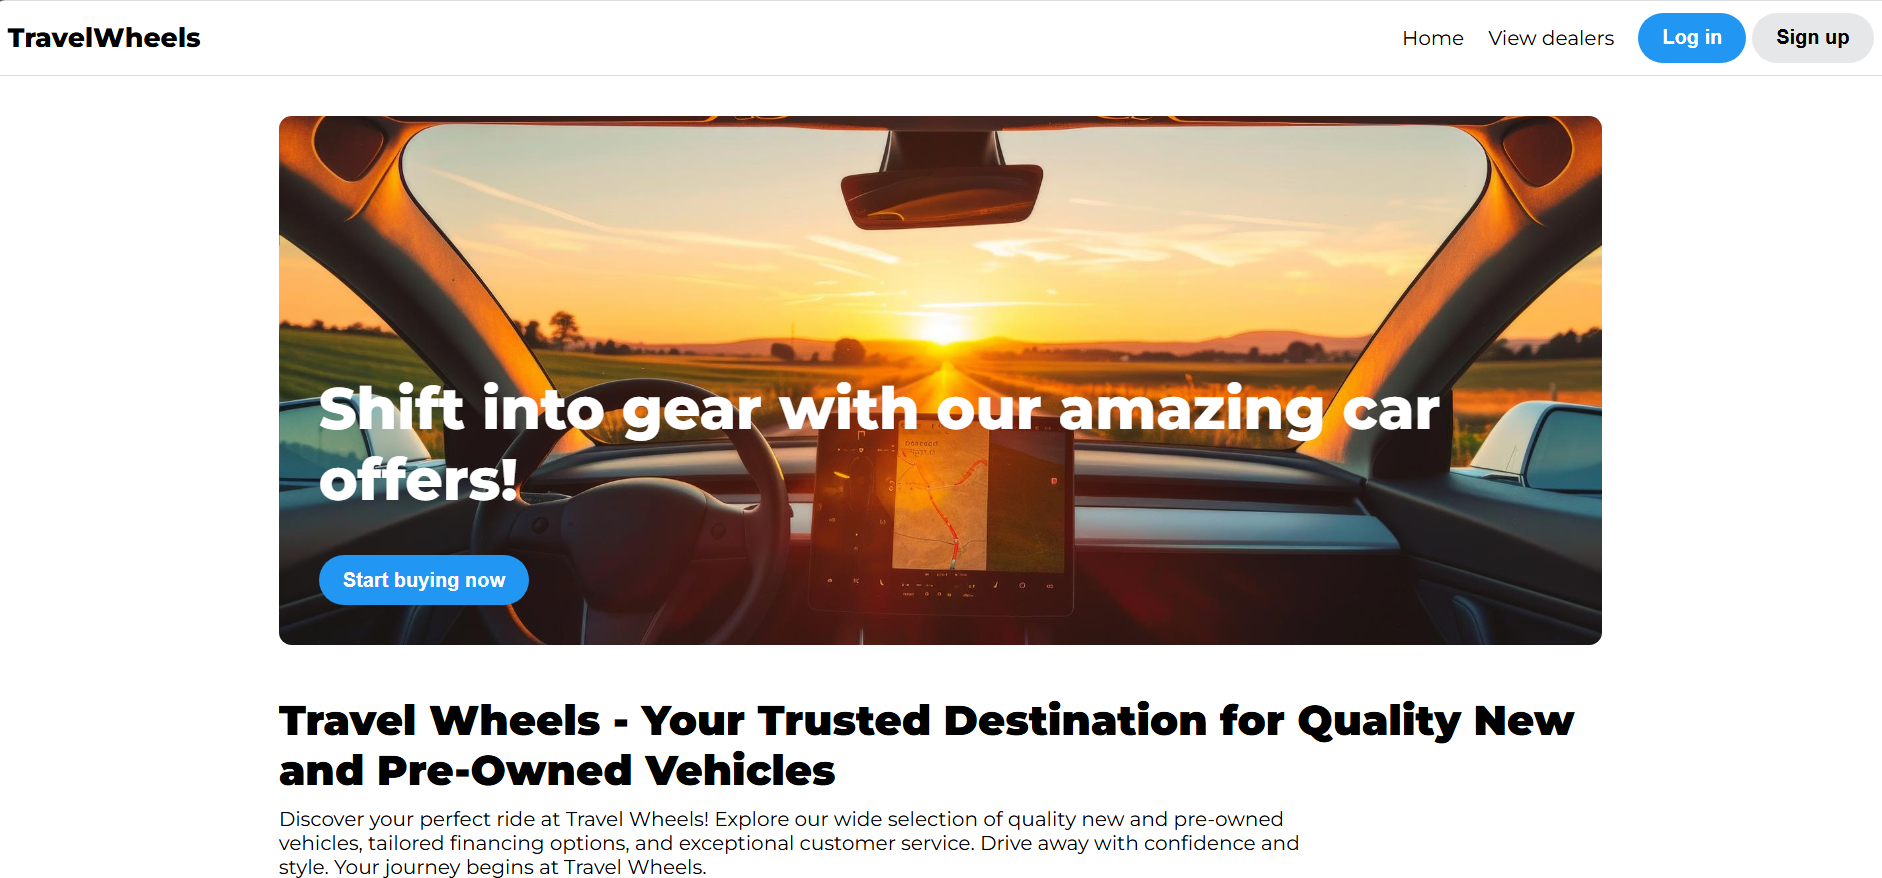 TravelWheels
Home
View dealers
Log in
Sign up
Shift into gear with our amazing car
offers!
Start buying now
Travel Wheels - Your Trusted Destination for Quality New
and Pre-Owned Vehicles
Discover your perfect ride at Travel Wheels! Explore our wide selection of quality new and pre-owned
vehicles, tailored financing options, and exceptional customer service. Drive away with confidence and
style. Your journey begins at Travel Wheels.